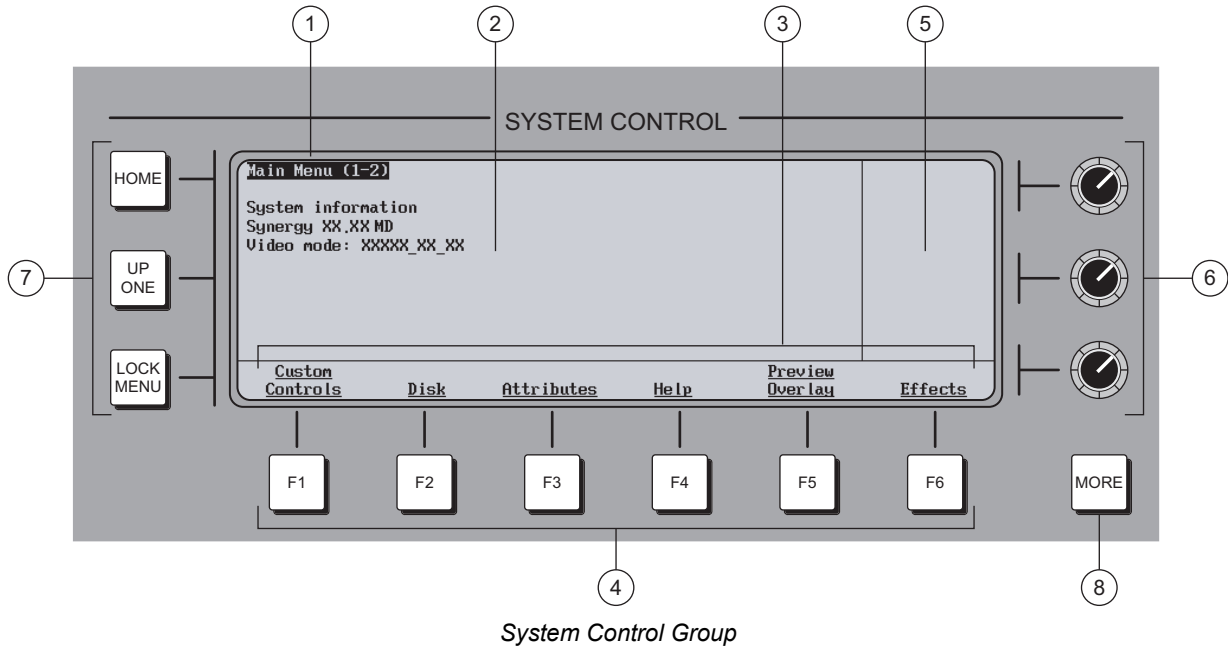 1 2 3 5
SYSTEM CONTROL
HOME
UP
ONE
LOCK
MENU
7
Main Menu (1-2)
System information
Synergy XX.XX MD
Video mode: XXXXX_XX_XX
Custom
Controls
Disk
Attributes
Help
Preview
Overlay
Effects
6
F1 F2 F3 F4 F5 F6 MORE
4 8
System Control Group